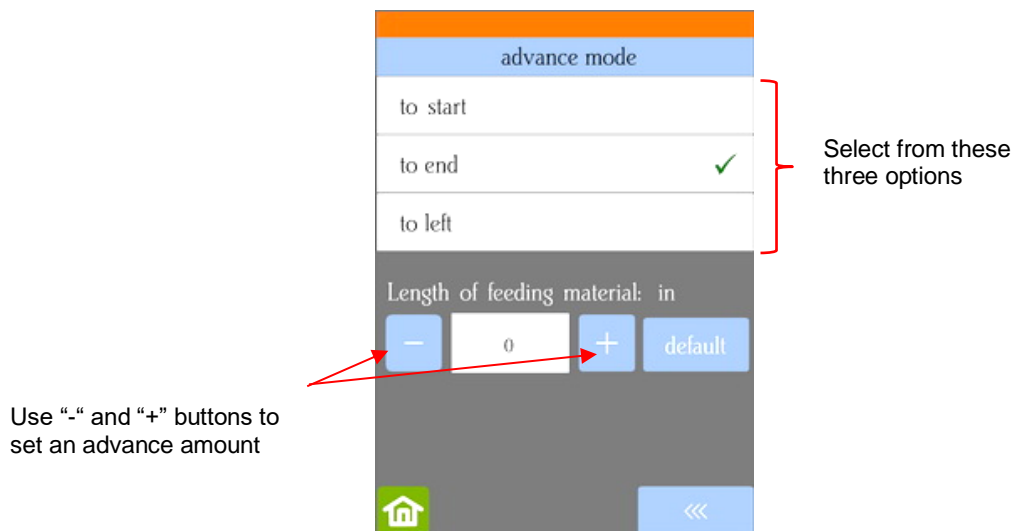 advance mode
to start
to end
to left
Select from these
three options
Length of feeding material: in
− 0 + default
Use “-“ and “+” buttons to
set an advance amount
<<<